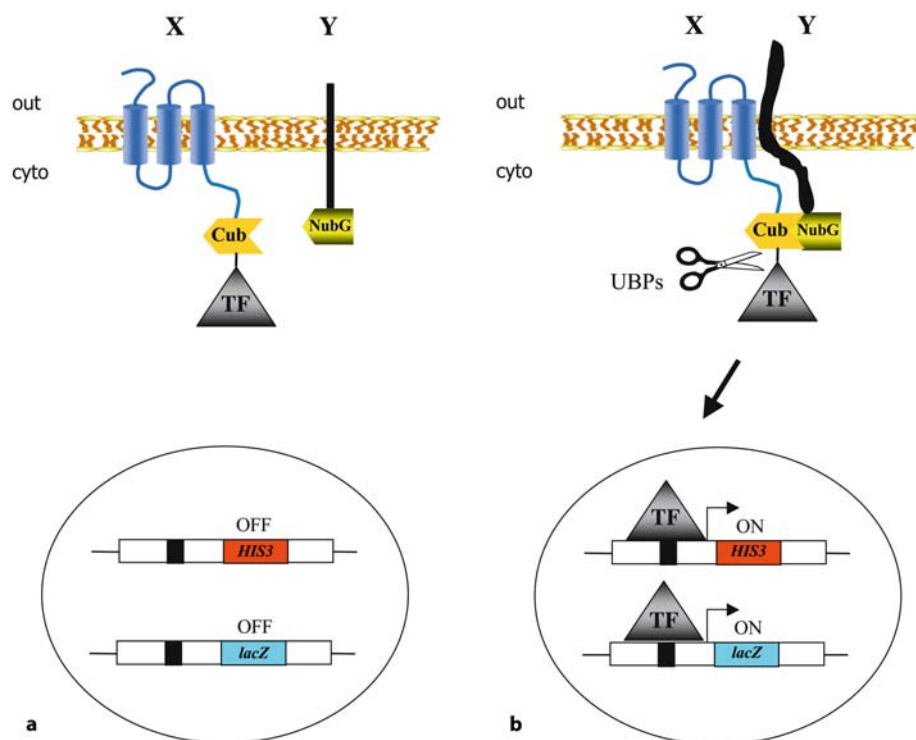 X Y
out
cyto
Cub
NubG
TF
OFF
HIS3
OFF
lacZ
a
X Y
out
cyto
Cub NubG
UBPs
TF
TF
ON
HIS3
TF
ON
lacZ
b